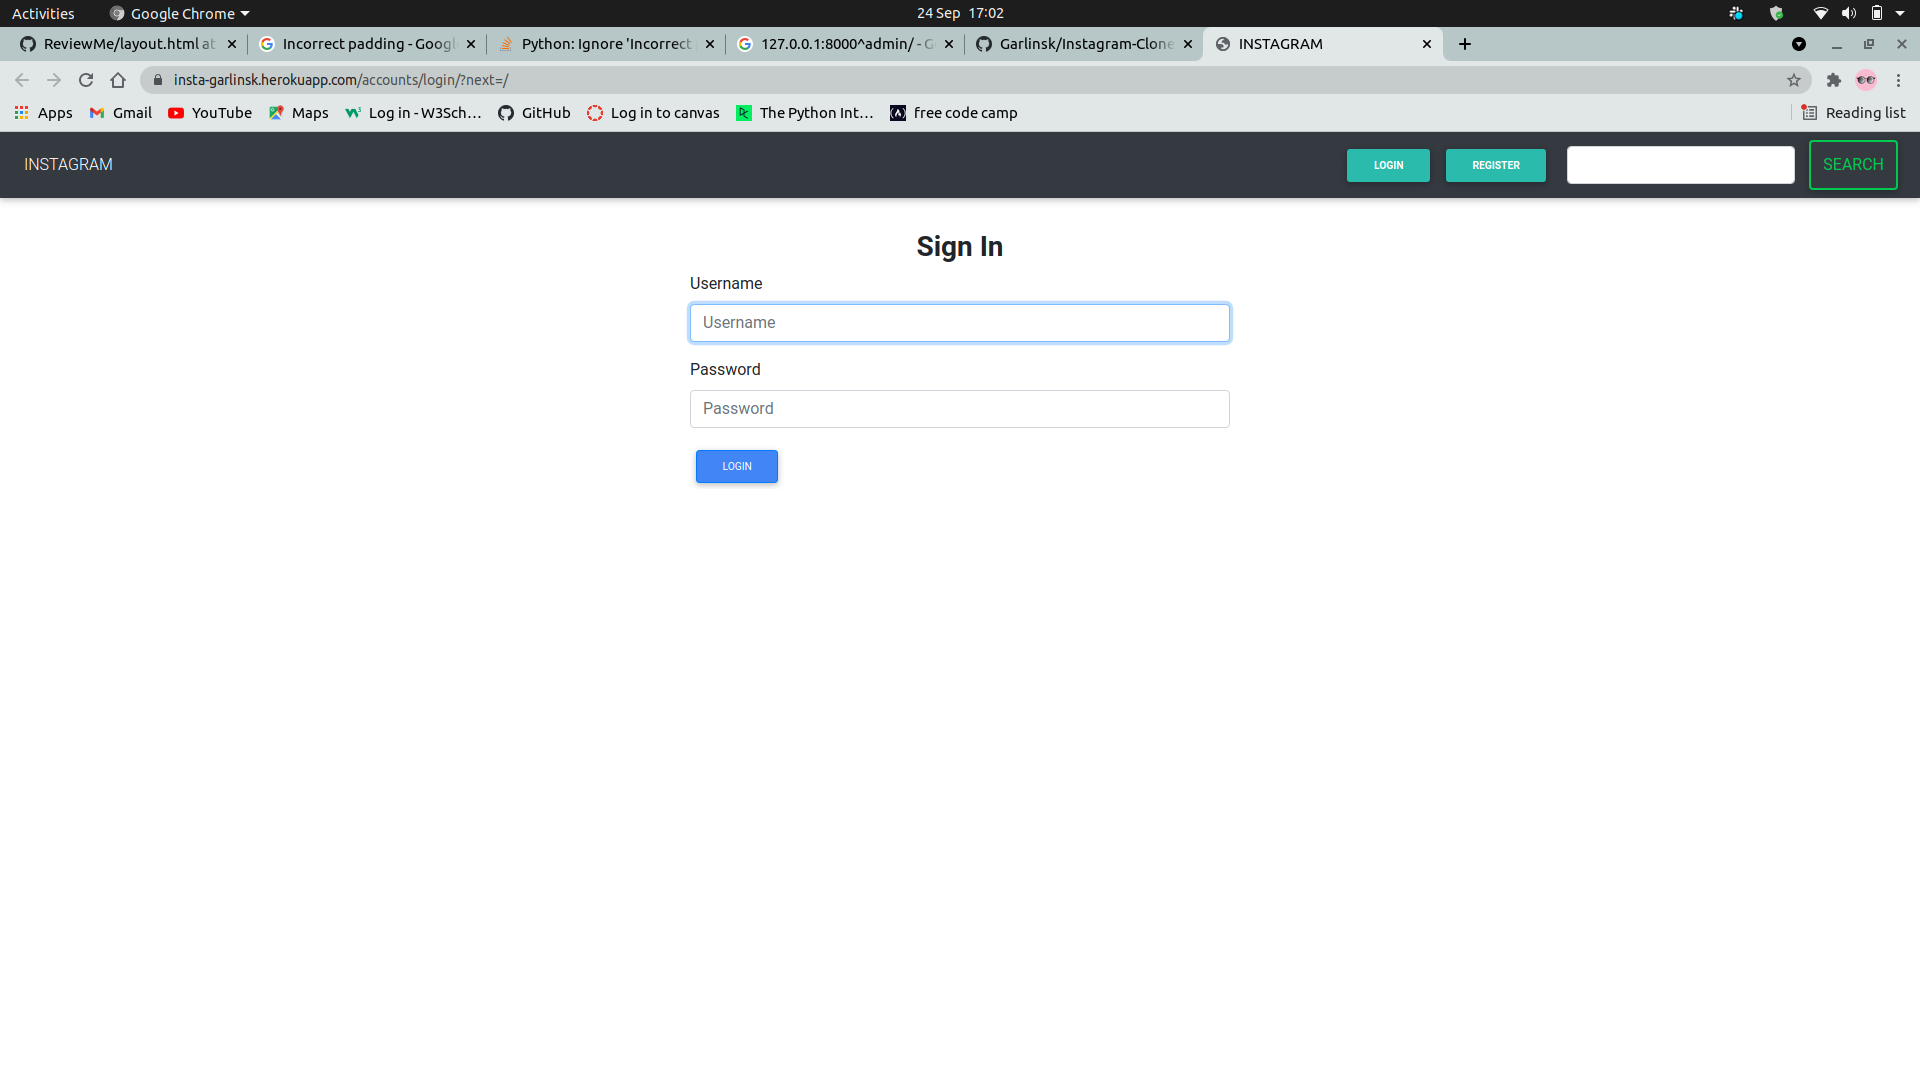 Activities Google Chrome 24 Sep 17:02
ReviewMe/layout.html at Incorrect padding - Googl Python: Ignore 'Incorrect 127.0.0.1:8000^admin/ - G Garlinsk/Instagram-Clone INSTAGRAM
insta-garlinsk.herokuapp.com/accounts/login/?next=/
Apps Gmail YouTube Maps Log in - W3Sch... GitHub Log in to canvas The Python Int... free code camp Reading list
INSTAGRAM LOGIN REGISTER SEARCH
Sign In
Username
Username
Password
Password
LOGIN